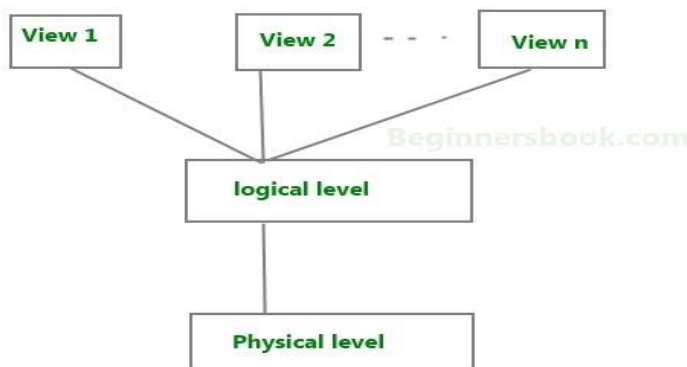 View 1
View 2
View n
Beginnersbook.com
logical level
Physical level